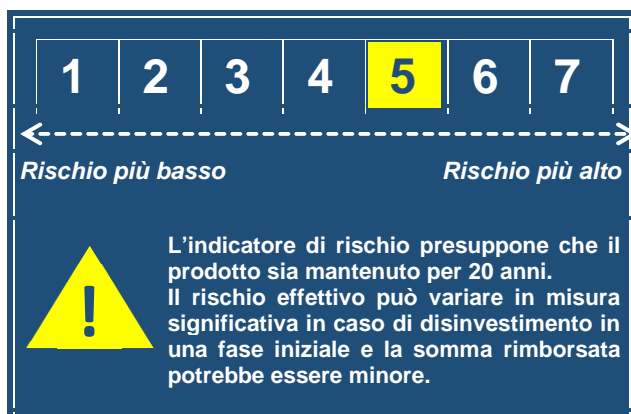 1 2 3 4 5 6 7
Rischio più basso Rischio più alto
!
L'indicatore di rischio presuppone che il
prodotto sia mantenuto per 20 anni.
Il rischio effettivo può variare in misura
significativa in caso di disinvestimento in
una fase iniziale e la somma rimborsata
potrebbe essere minore.